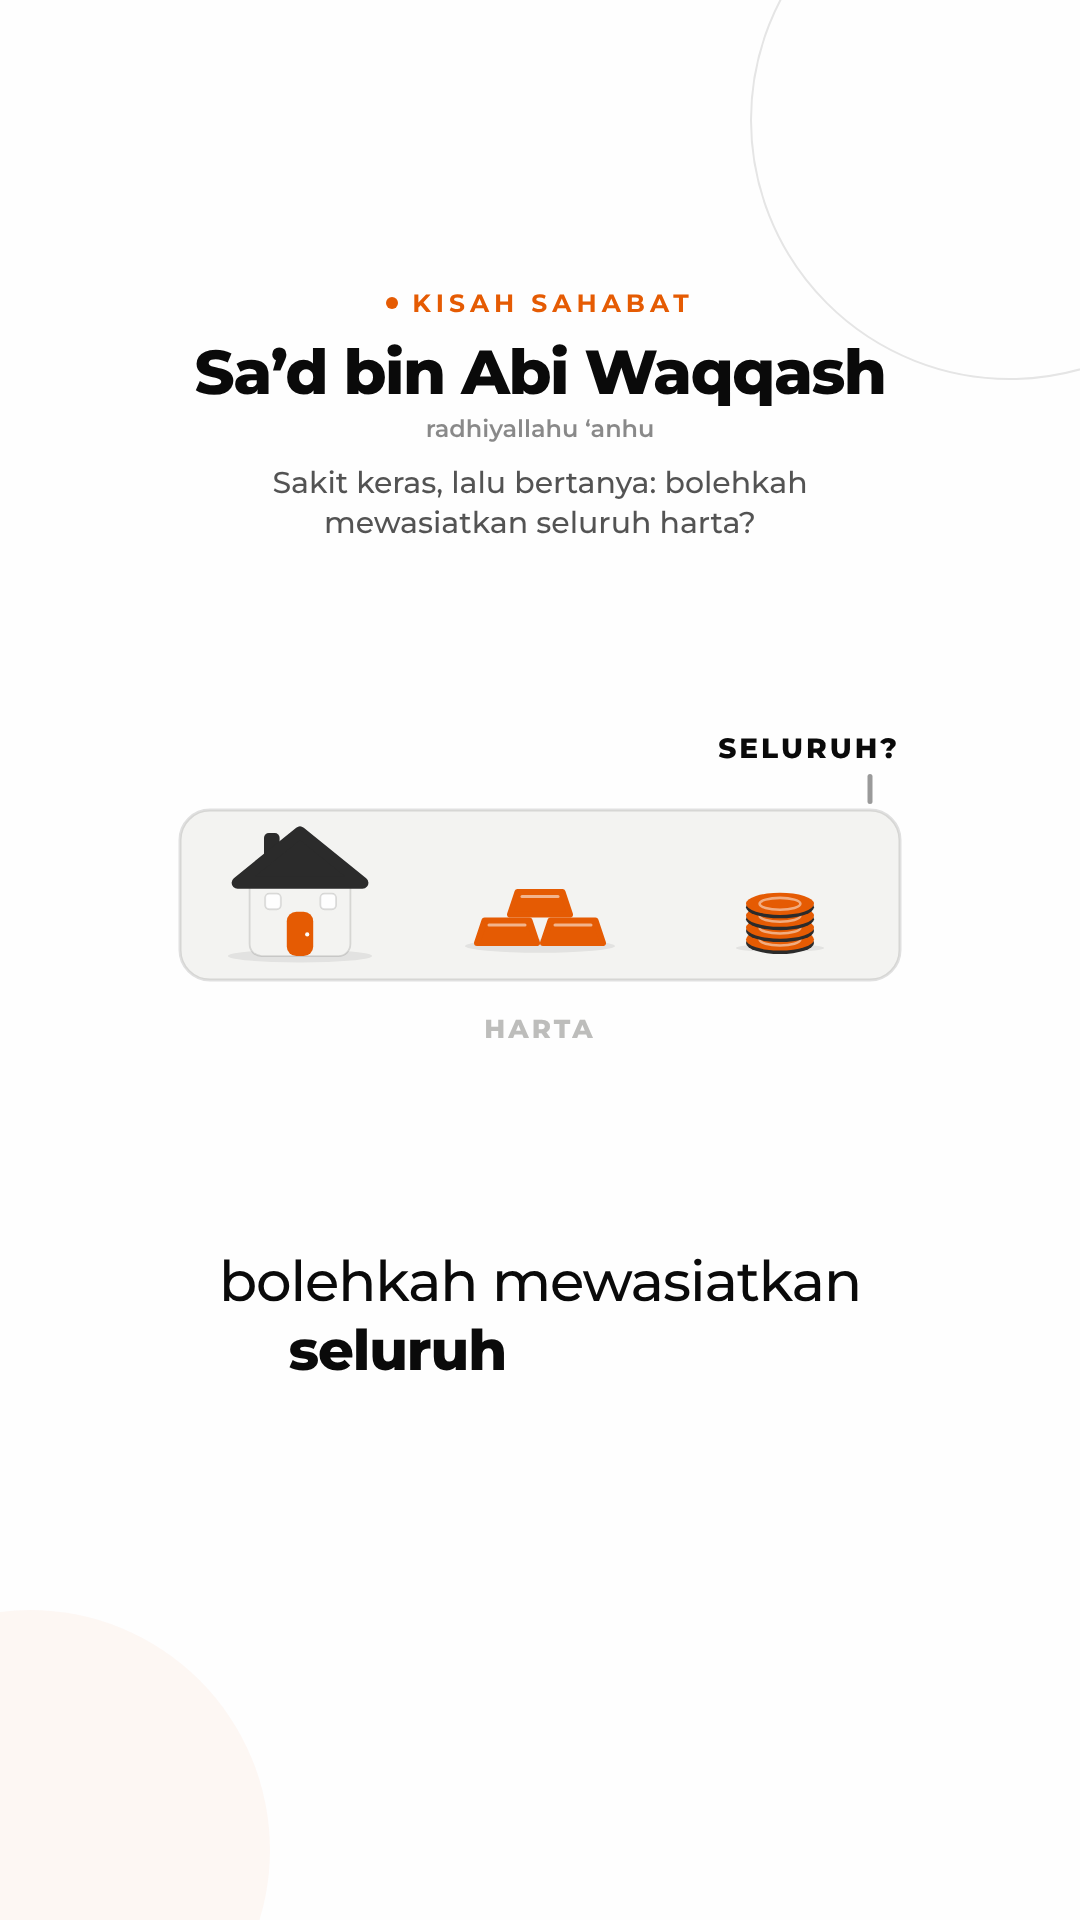 KISAH SAHABAT
Sa’d bin Abi Waqqash
radhiyallahu ‘anhu
Sakit keras, lalu bertanya: bolehkah
mewasiatkan seluruh harta?
SELURUH?
HARTA
bolehkah mewasiatkan
seluruh